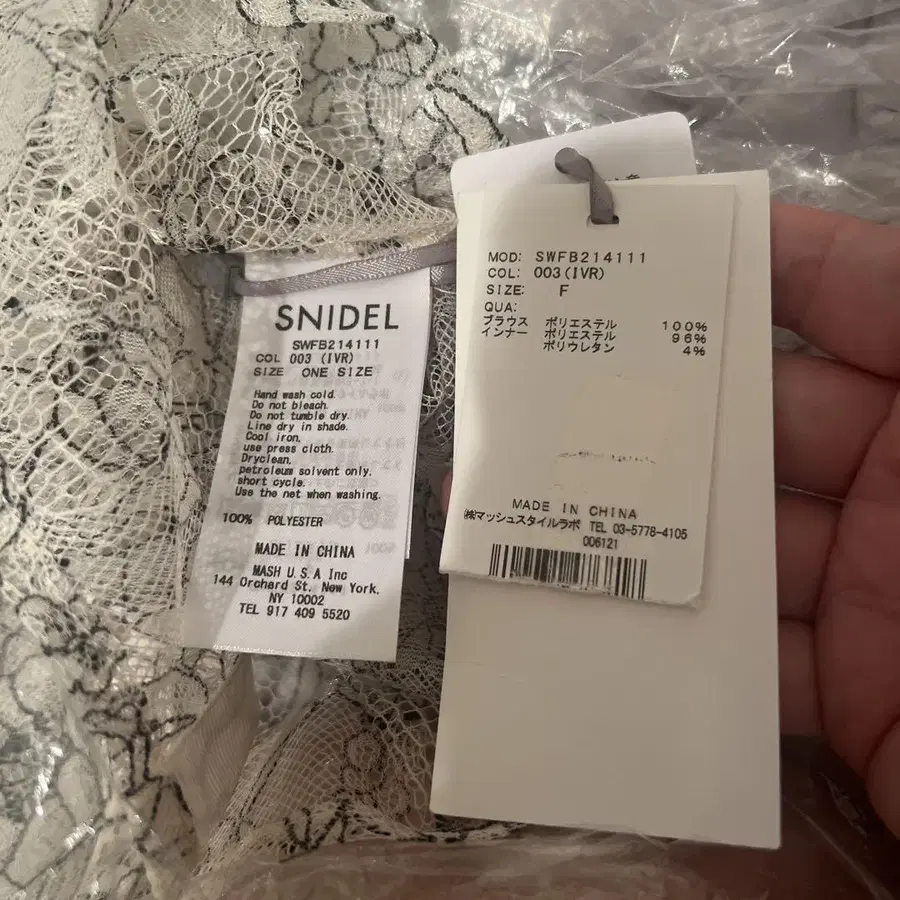 SNIDEL
SWFB214111
COL 003 (IVR)
SIZE ONE SIZE
Hand wash cold.
Do not bleach.
Do not tumble dry.
Line dry in shade.
Cool iron.
use press cloth.
Dryclean.
petroleum solvent only.
short cycle.
Use the net when washing.
100% POLYESTER
MADE IN CHINA
MASH U.S.A Inc
144 Orchard St, New York,
NY 10002
TEL 917 409 5520
MOD: SWFB214111
COL: 003(IVR)
SIZE: F
QUA:
ブラウス ポリエステル 100%
インナー ポリエステル 96%
ポリウレタン 4%
MADE IN CHINA
㈱マッシュスタイルラボ TEL 03-5778-4105
006121